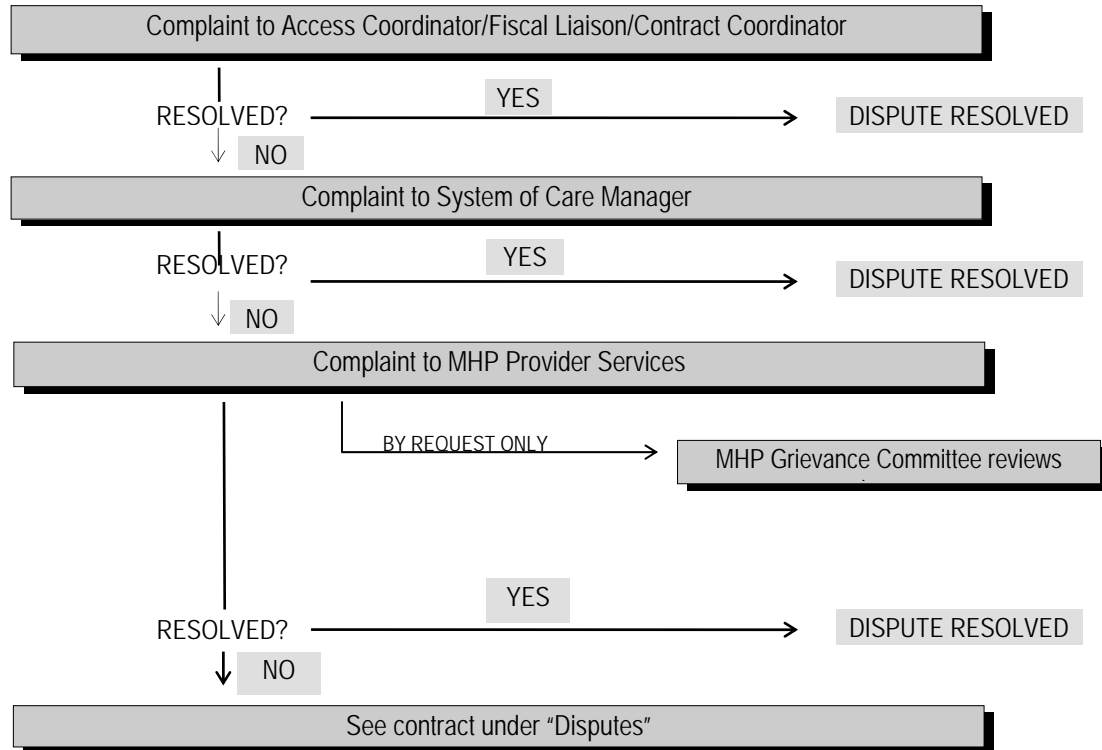 Complaint to Access Coordinator/Fiscal Liaison/Contract Coordinator
YES
RESOLVED?
DISPUTE RESOLVED
NO
Complaint to System of Care Manager
YES
RESOLVED?
DISPUTE RESOLVED
NO
Complaint to MHP Provider Services
BY REQUEST ONLY
MHP Grievance Committee reviews
YES
RESOLVED?
DISPUTE RESOLVED
NO
See contract under “Disputes”